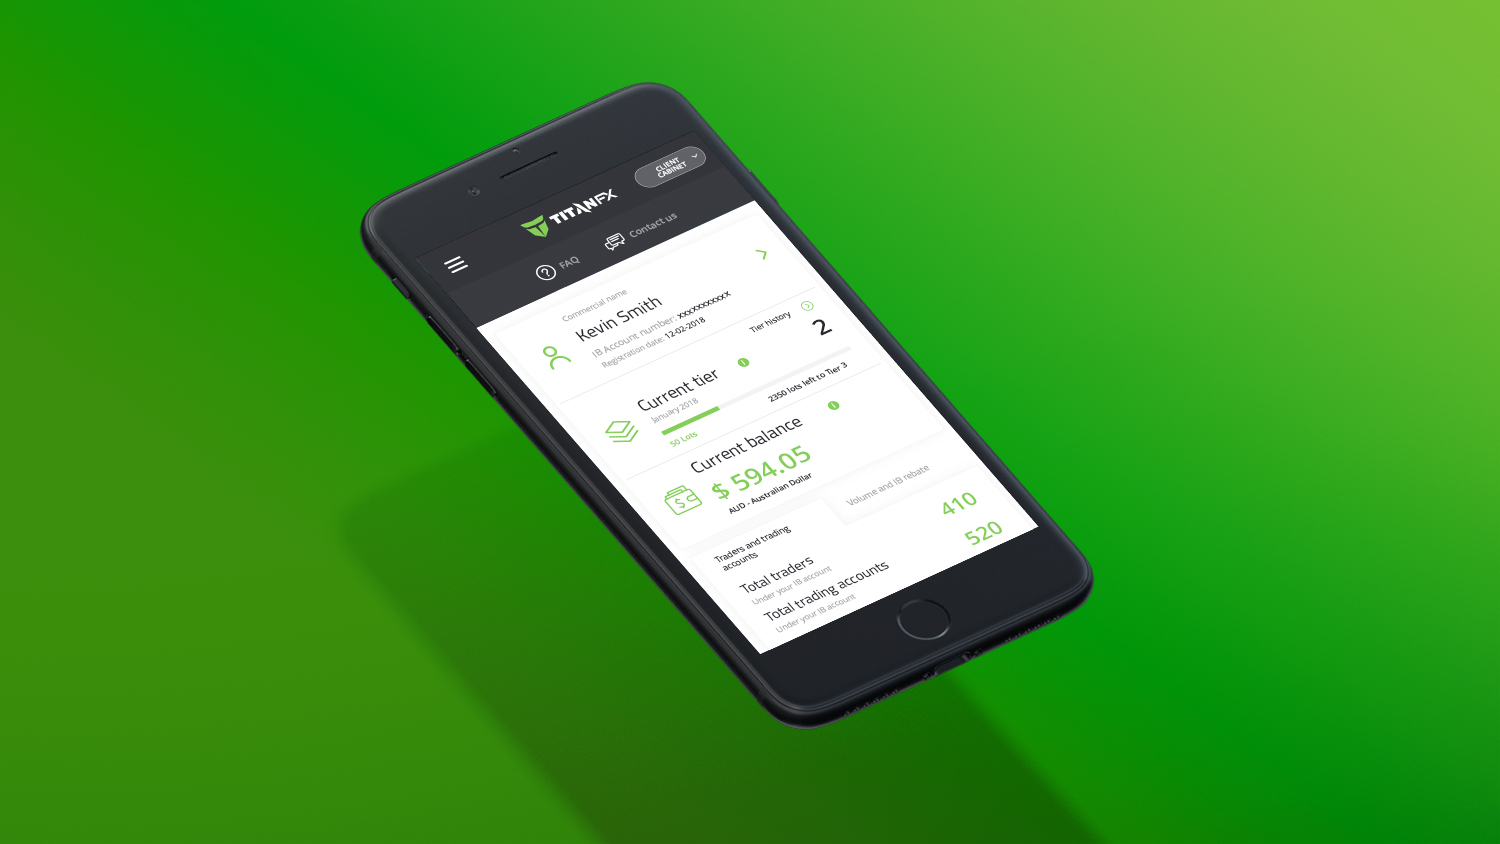 CLIENT
CABINET
TITANFX
FAQ
Contact us
Commercial name
Kevin Smith
IB Account number: xxxxxxxxxxx
Registration date: 12-02-2018
Tier history
Current tier
2
January 2018
50 Lots
2350 lots left to Tier 3
Current balance
$ 594.05
AUD - Australian Dollar
Traders and trading
accounts
Volume and IB rebate
Total traders
410
Under your IB account
Total trading accounts
520
Under your IB account